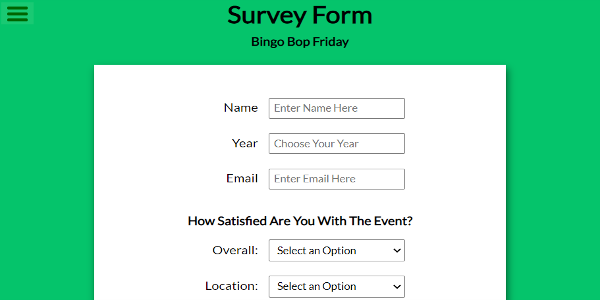 Survey Form
Bingo Bop Friday
Name Enter Name Here
Year Choose Your Year
Email Enter Email Here
How Satisfied Are You With The Event?
Overall: Select an Option
Location: Select an Option